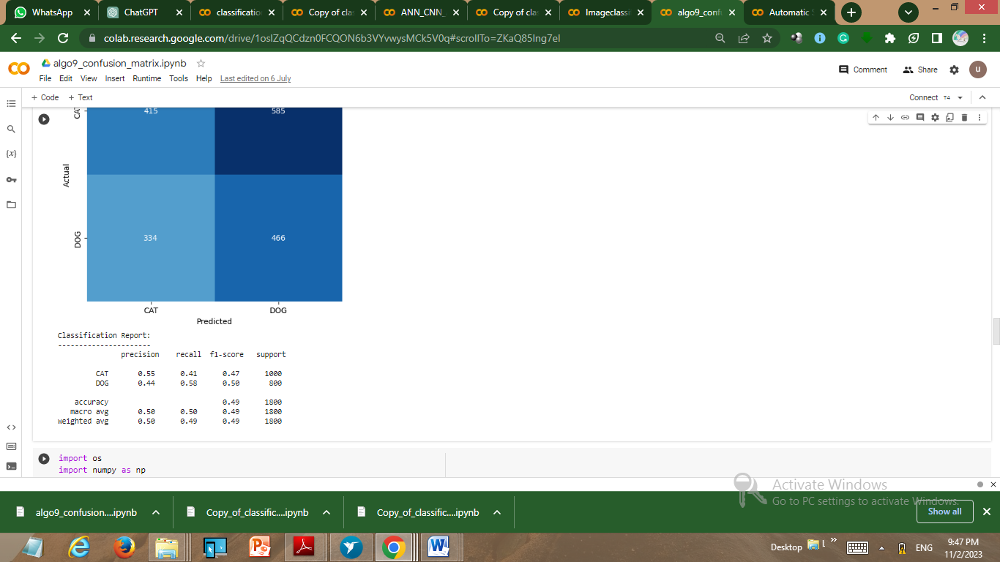 WhatsApp
ChatGPT
classificatio
Copy of cla
ANN_CNN_
Copy of cla
Imageclassi
algo9_conf
Automatic S
colab.research.google.com/drive/1osIZqQCdzn0FCQON6b3VYvwysMCk5V0q#scrollTo=ZKaQ85Ing7eI
algo9_confusion_matrix.ipynb
File Edit View Insert Runtime Tools Help Last edited on 6 July
Comment Share u
+ Code + Text
Connect T4
CAT
415 585
Actual
DOG
334 466
CAT DOG
Predicted
Classification Report:
----------------------
precision recall f1-score support
CAT 0.55 0.41 0.47 1000
DOG 0.44 0.58 0.50 800
accuracy 0.49 1800
macro avg 0.50 0.50 0.49 1800
weighted avg 0.50 0.49 0.49 1800
import os
import numpy as np
Activate Windows
Go to PC settings to activate Windows.
algo9_confusion....ipynb
Copy_of_classific....ipynb
Copy_of_classific....ipynb
Show all
Desktop L
ENG
9:47 PM
11/2/2023